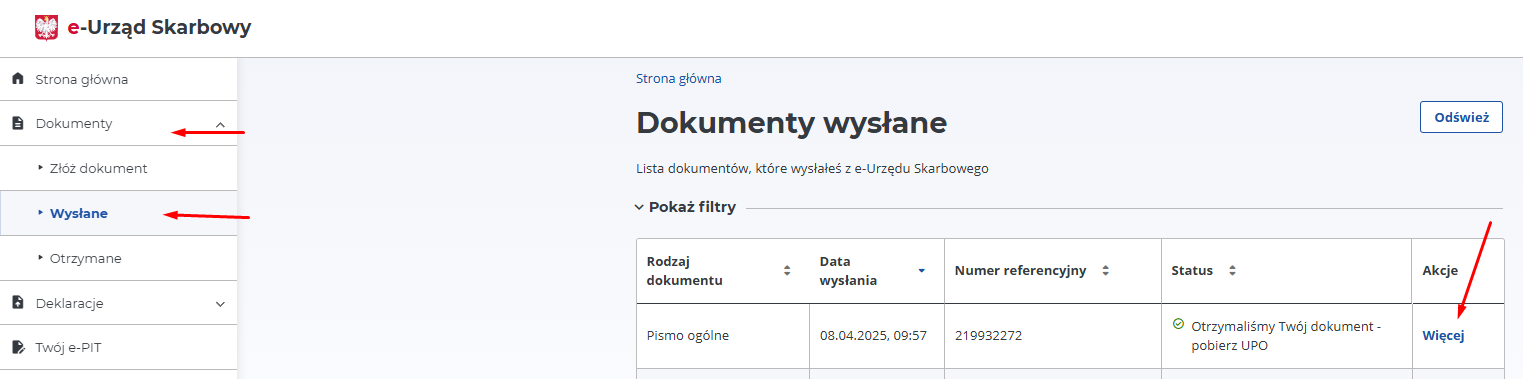 e-Urząd Skarbowy
Strona główna
Dokumenty
Złóż dokument
Wysłane
Otrzymane
Deklaracje
Twój e-PIT
Strona główna
Dokumenty wysłane
Odśwież
Lista dokumentów, które wysłałeś z e-Urzędu Skarbowego
Pokaż filtry
Rodzaj
dokumentu
Data
wysłania
Numer referencyjny
Status
Akcje
Pismo ogólne
08.04.2025, 09:57
219932272
Otrzymaliśmy Twój dokument -
pobierz UPO
Więcej